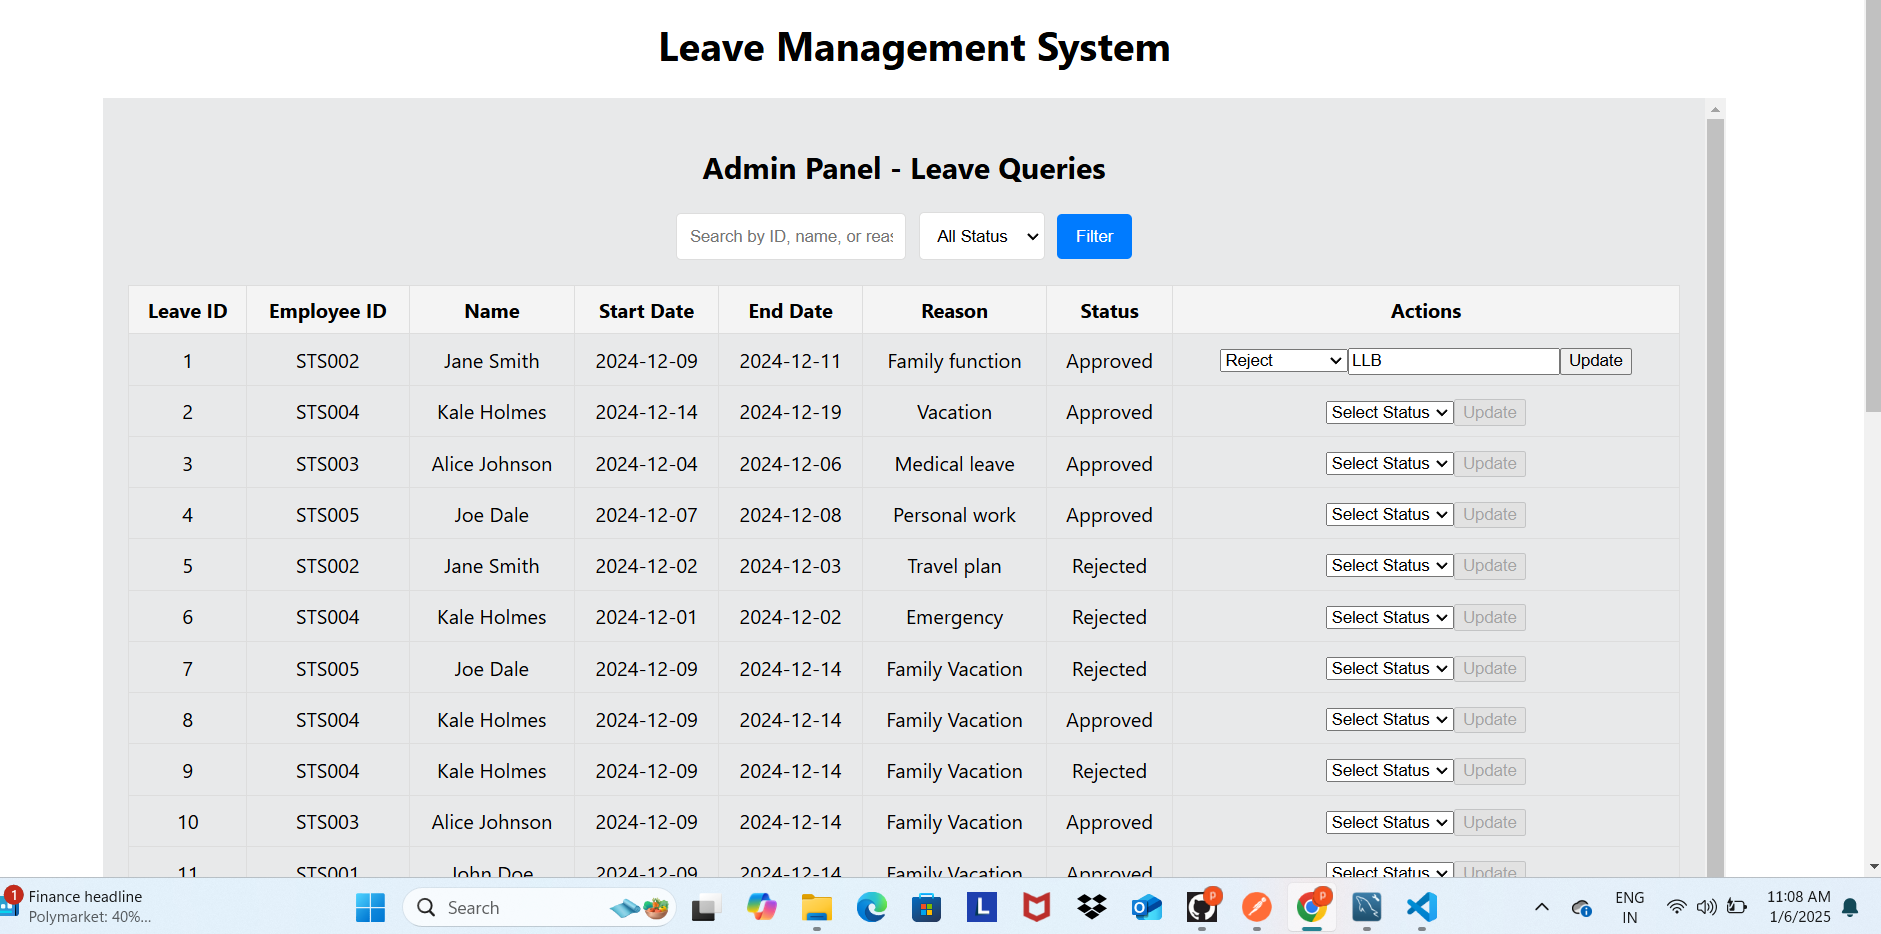 Leave Management System
Admin Panel - Leave Queries
Search by ID, name, or reas All Status Filter
Leave ID Employee ID Name Start Date End Date Reason Status Actions
1 STS002 Jane Smith 2024-12-09 2024-12-11 Family function Approved Reject LLB Update
2 STS004 Kale Holmes 2024-12-14 2024-12-19 Vacation Approved Select Status Update
3 STS003 Alice Johnson 2024-12-04 2024-12-06 Medical leave Approved Select Status Update
4 STS005 Joe Dale 2024-12-07 2024-12-08 Personal work Approved Select Status Update
5 STS002 Jane Smith 2024-12-02 2024-12-03 Travel plan Rejected Select Status Update
6 STS004 Kale Holmes 2024-12-01 2024-12-02 Emergency Rejected Select Status Update
7 STS005 Joe Dale 2024-12-09 2024-12-14 Family Vacation Rejected Select Status Update
8 STS004 Kale Holmes 2024-12-09 2024-12-14 Family Vacation Approved Select Status Update
9 STS004 Kale Holmes 2024-12-09 2024-12-14 Family Vacation Rejected Select Status Update
10 STS003 Alice Johnson 2024-12-09 2024-12-14 Family Vacation Approved Select Status Update
11 STS001 John Doe 2024-12-09 2024-12-14 Family Vacation Approved Select Status Update
1 Finance headline
Polymarket: 40%...
Search
L
P
P
ENG
IN
11:08 AM
1/6/2025